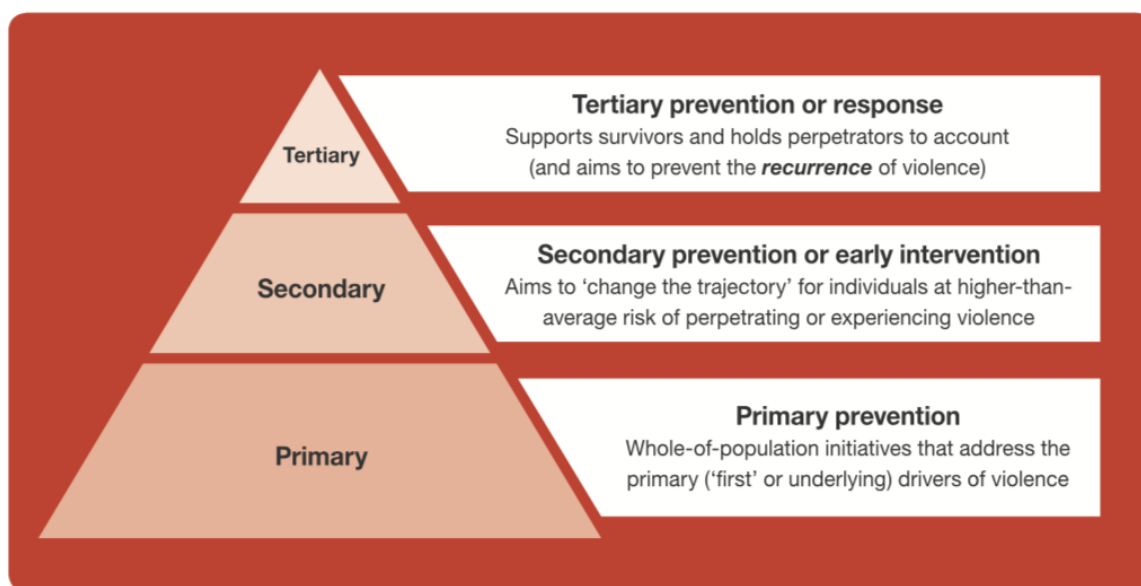 Tertiary
Tertiary prevention or response
Supports survivors and holds perpetrators to account
(and aims to prevent the recurrence of violence)
Secondary
Secondary prevention or early intervention
Aims to ‘change the trajectory’ for individuals at higher-than-
average risk of perpetrating or experiencing violence
Primary
Primary prevention
Whole-of-population initiatives that address the
primary (‘first’ or underlying) drivers of violence